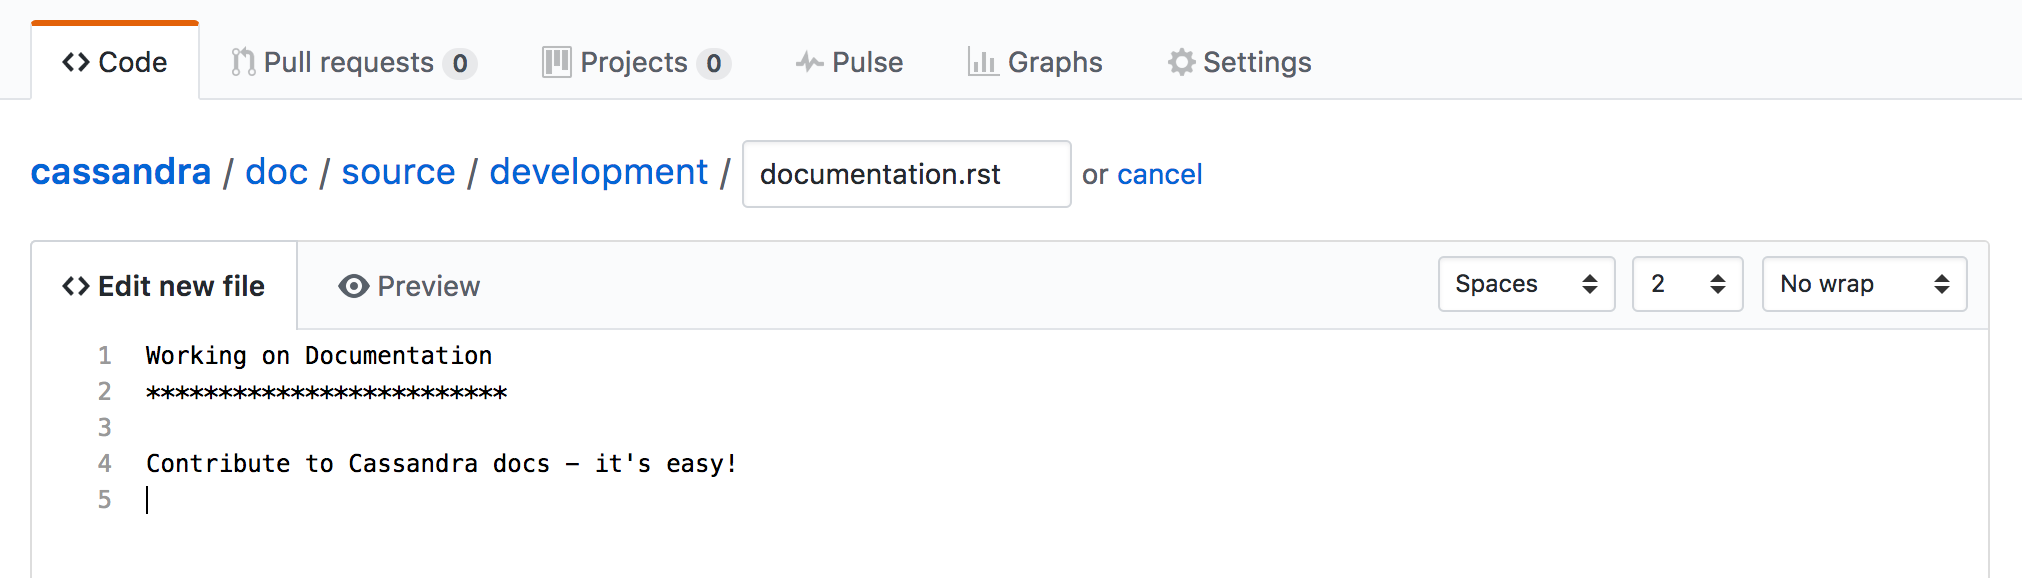 Code Pull requests 0 Projects 0 Pulse Graphs Settings
cassandra / doc / source / development / documentation.rst or cancel
Edit new file Preview Spaces 2 No wrap
1 Working on Documentation
2 *************************
3
4 Contribute to Cassandra docs - it's easy!
5